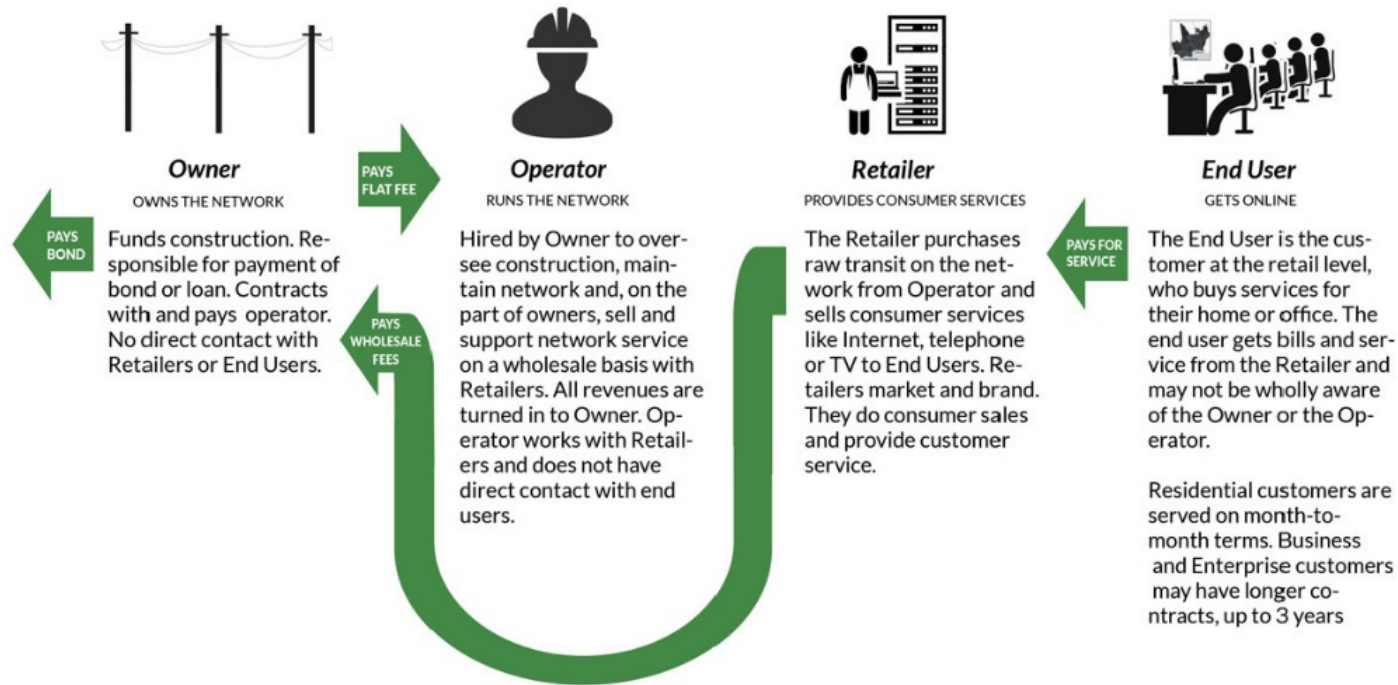 Owner
OWNS THE NETWORK
PAYS
BOND
Funds construction. Re-
sponsible for payment of
bond or loan. Contracts
with and pays operator.
No direct contact with
Retailers or End Users.
PAYS
FLAT FEE
PAYS
WHOLESALE
FEES
Operator
RUNS THE NETWORK
Hired by Owner to over-
see construction, main-
tain network and, on the
part of owners, sell and
support network service
on a wholesale basis with
Retailers. All revenues are
turned in to Owner. Op-
erator works with Retail-
ers and does not have
direct contact with end
users.
Retailer
PROVIDES CONSUMER SERVICES
The Retailer purchases
raw transit on the net-
work from Operator and
sells consumer services
like Internet, telephone
or TV to End Users. Re-
tailers market and brand.
They do consumer sales
and provide customer
service.
PAYS FOR
SERVICE
End User
GETS ONLINE
The End User is the cus-
tomer at the retail level,
who buys services for
their home or office. The
end user gets bills and ser-
vice from the Retailer and
may not be wholly aware
of the Owner or the Op-
erator.
Residential customers are
served on month-to-
month terms. Business
and Enterprise customers
may have longer co-
ntracts, up to 3 years